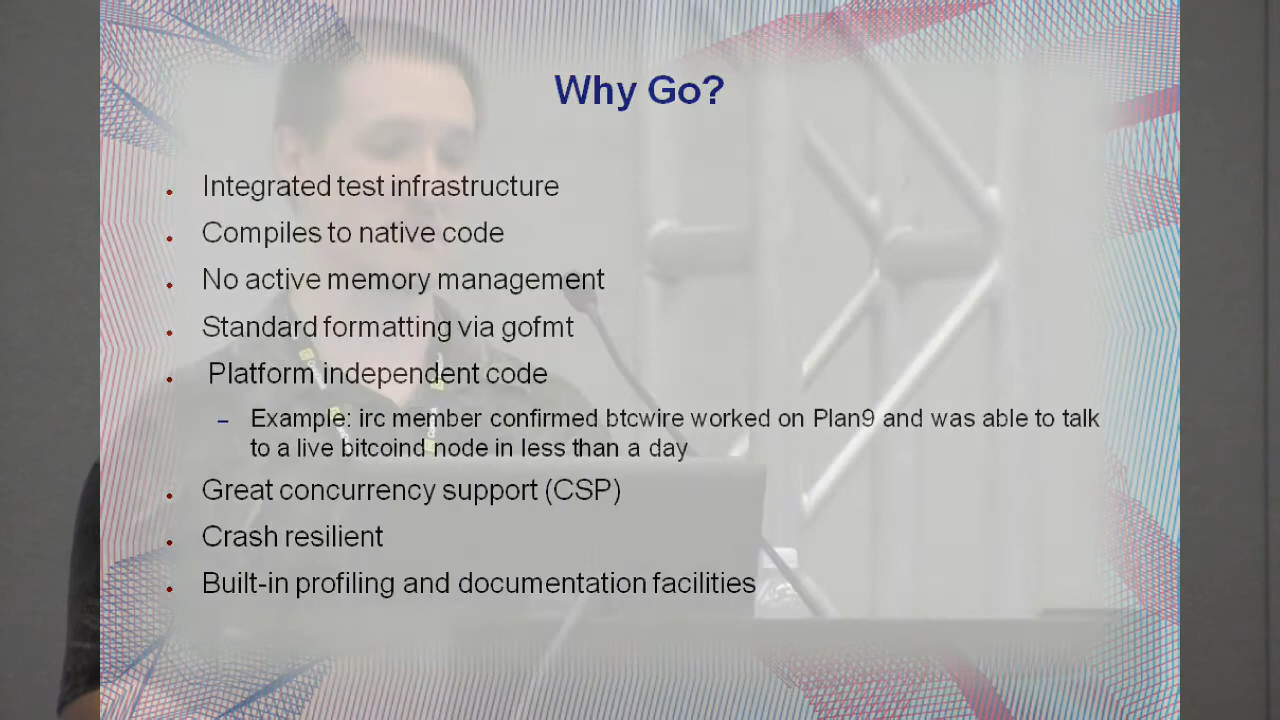 Why Go?
Integrated test infrastructure
Compiles to native code
No active memory management
Standard formatting via gofmt
Platform independent code
– Example: irc member confirmed btcwire worked on Plan9 and was able to talk
to a live bitcoind node in less than a day
Great concurrency support (CSP)
Crash resilient
Built-in profiling and documentation facilities